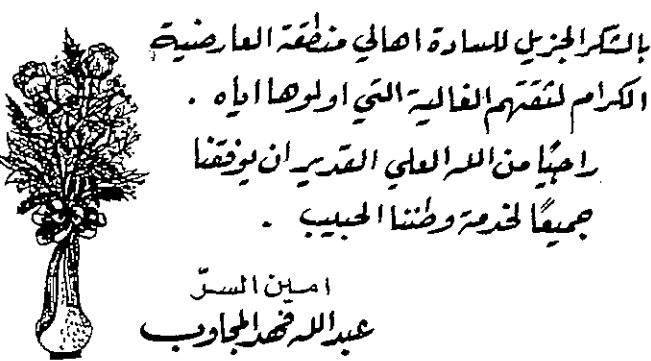 بالشكر الجزيل للسادة اهالي منطقة العارضية
الكرام لثقتهم الغالية التي اولوها اياه .
راجيًا من الله العلي القدير ان يوفقنا
جميعًا لخدمة وطننا الحبيب .
امين السرّ
عبدالله فهد المجاوب